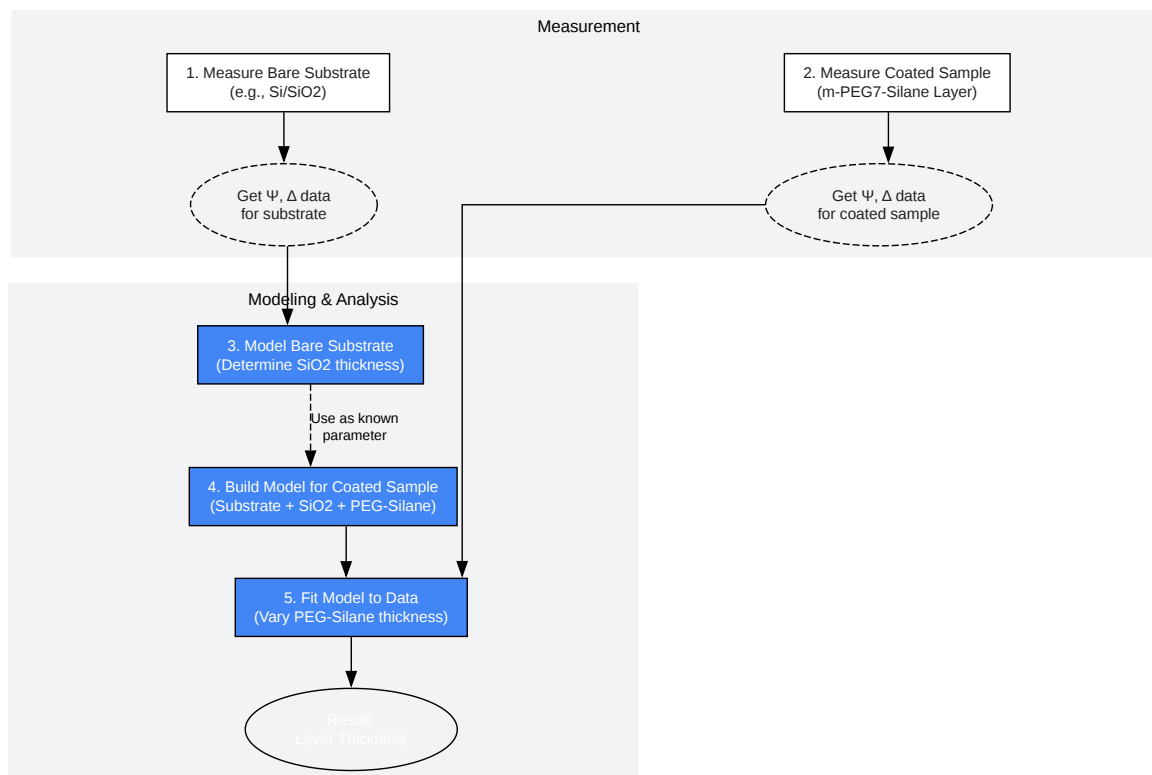 Measurement
1. Measure Bare Substrate
(e.g., Si/SiO2)
2. Measure Coated Sample
(m-PEG7-Silane Layer)
Get Ψ, Δ data
for substrate
Get Ψ, Δ data
for coated sample
Modeling & Analysis
3. Model Bare Substrate
(Determine SiO2 thickness)
Use as known
parameter
4. Build Model for Coated Sample
(Substrate + SiO2 + PEG-Silane)
5. Fit Model to Data
(Vary PEG-Silane thickness)
Result:
Layer Thickness